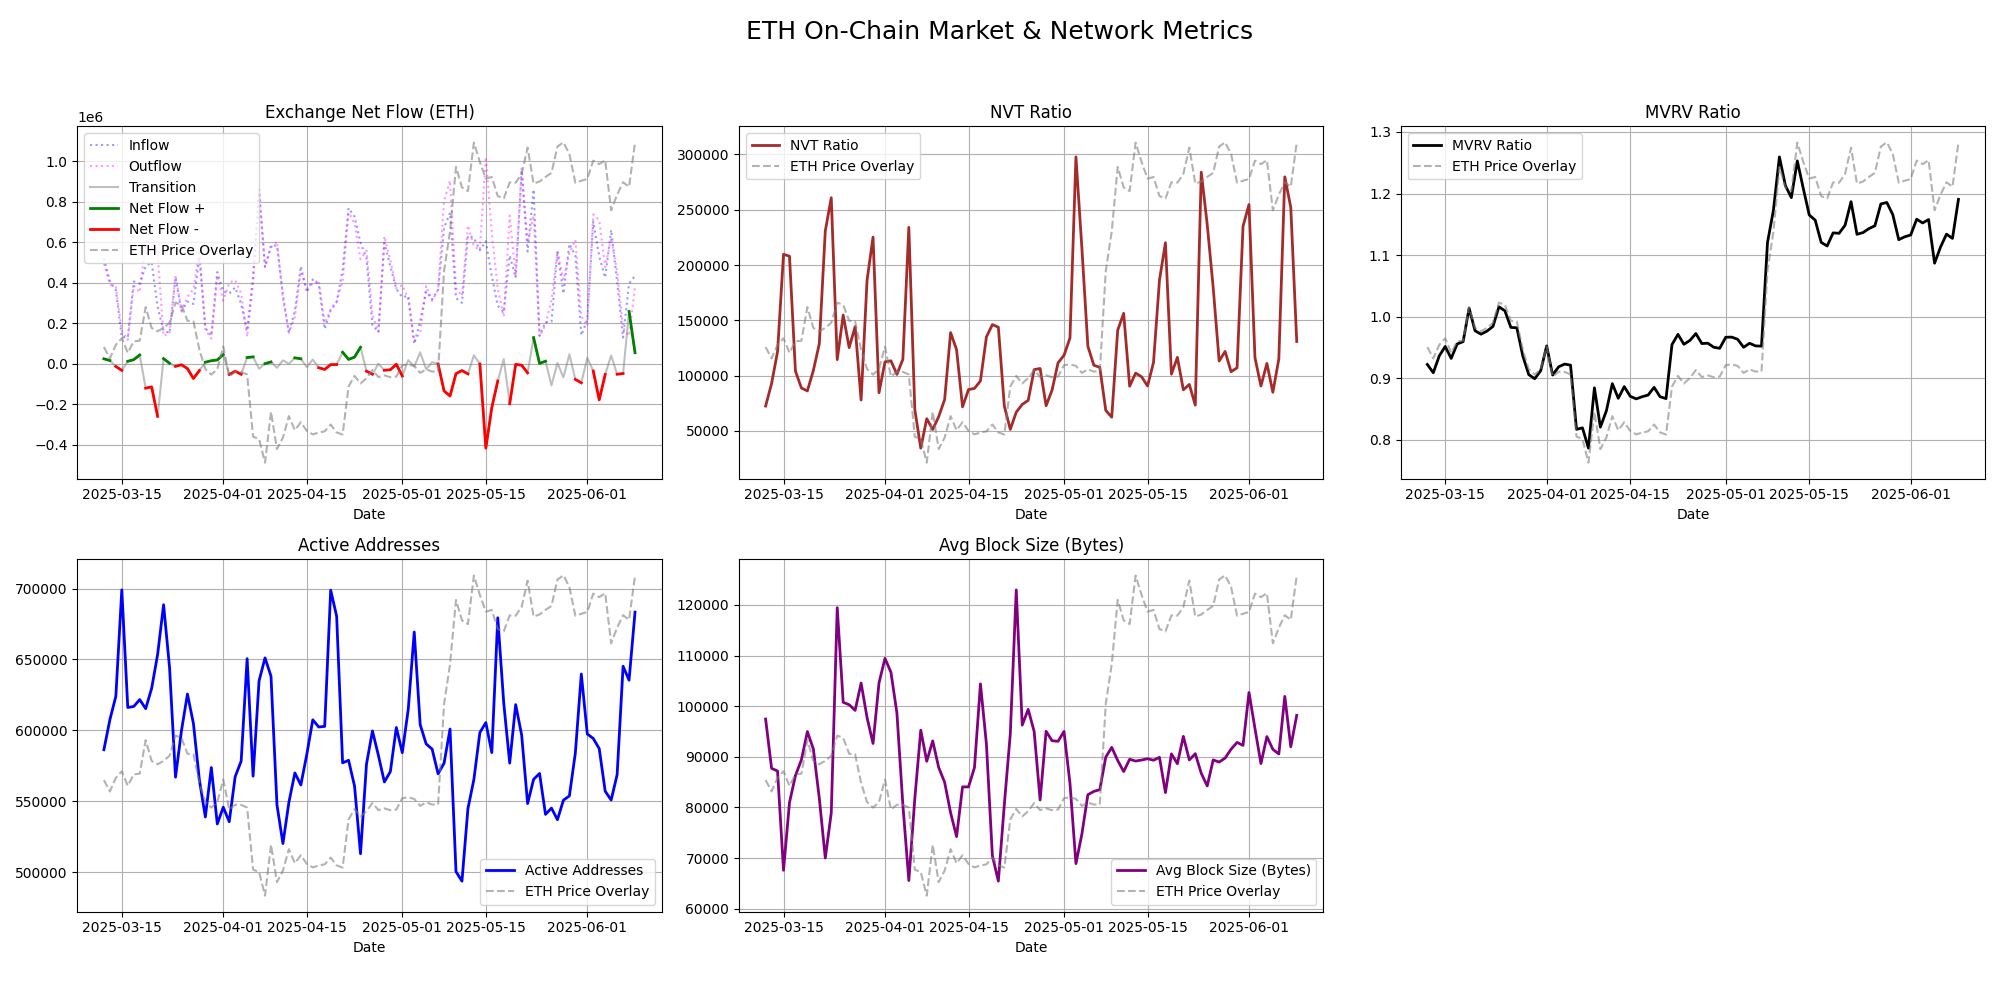 ETH On-Chain Market & Network Metrics
Exchange Net Flow (ETH)
1e6
Inflow
Outflow
Transition
Net Flow +
Net Flow -
ETH Price Overlay
1.0
0.8
0.6
0.4
0.2
0.0
−0.2
−0.4
2025-03-15 2025-04-01 2025-04-15 2025-05-01 2025-05-15 2025-06-01
Date
NVT Ratio
NVT Ratio
ETH Price Overlay
300000
250000
200000
150000
100000
50000
2025-03-15 2025-04-01 2025-04-15 2025-05-01 2025-05-15 2025-06-01
Date
MVRV Ratio
MVRV Ratio
ETH Price Overlay
1.3
1.2
1.1
1.0
0.9
0.8
2025-03-15 2025-04-01 2025-04-15 2025-05-01 2025-05-15 2025-06-01
Date
Active Addresses
700000
650000
600000
550000
500000
Active Addresses
ETH Price Overlay
2025-03-15 2025-04-01 2025-04-15 2025-05-01 2025-05-15 2025-06-01
Date
Avg Block Size (Bytes)
120000
110000
100000
90000
80000
70000
60000
Avg Block Size (Bytes)
ETH Price Overlay
2025-03-15 2025-04-01 2025-04-15 2025-05-01 2025-05-15 2025-06-01
Date